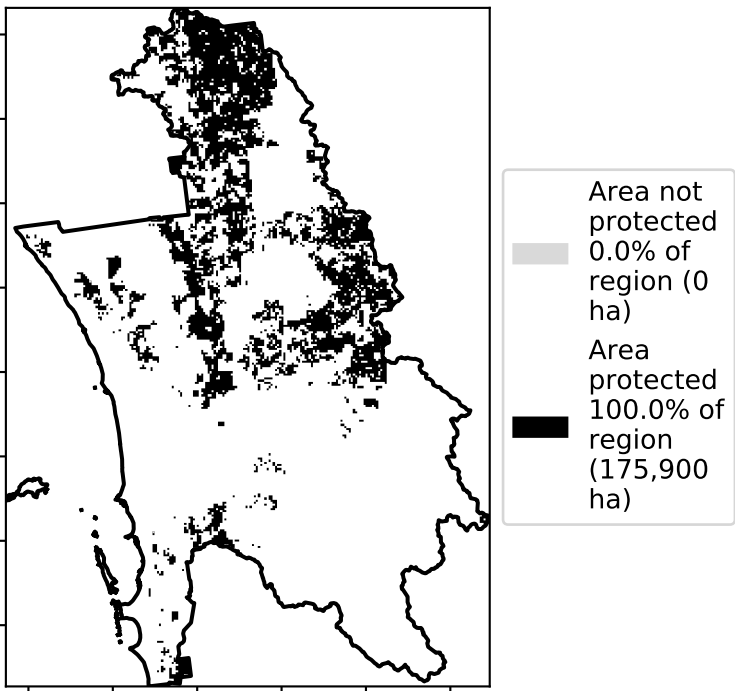 Area not
protected
0.0% of
region (0
ha)
Area
protected
100.0% of
region
(175,900
ha)